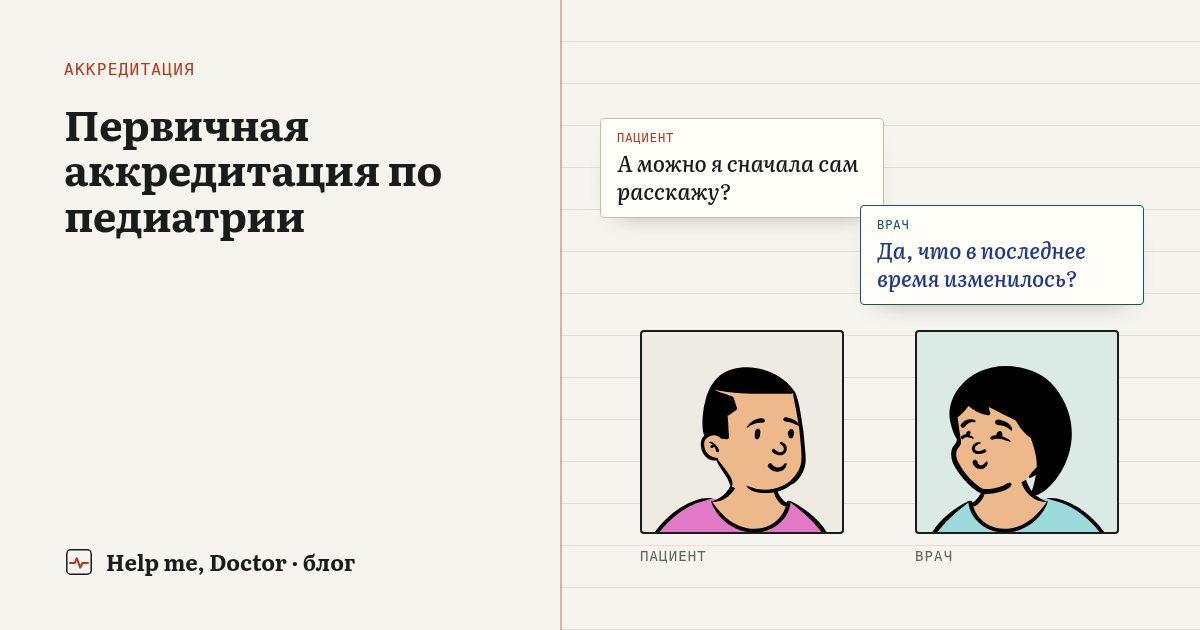 АККРЕДИТАЦИЯ
Первичная
аккредитация по
педиатрии
ПАЦИЕНТ
А можно я сначала сам
расскажу?
ВРАЧ
Да, что в последнее
время изменилось?
ПАЦИЕНТ
ВРАЧ
Help me, Doctor · блог